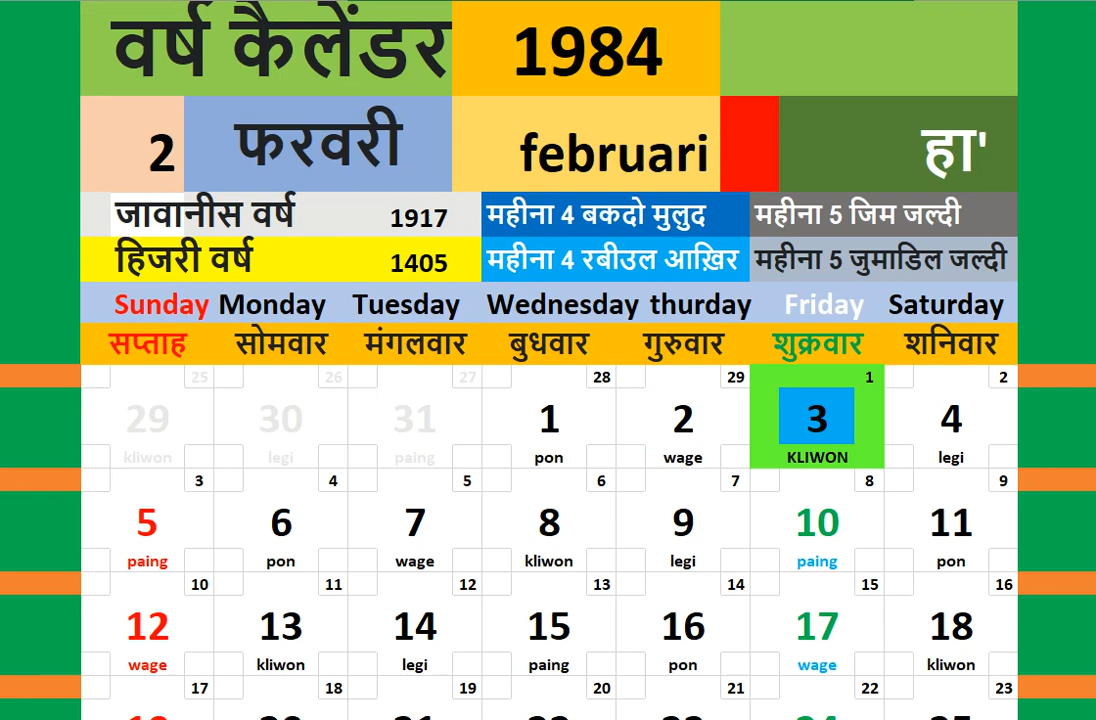 वर्ष कैलेंडर 1984
2 फरवरी februari हा'
जावानीस वर्ष 1917 महीना 4 बकदो मुलुद महीना 5 जिम जल्दी
हिजरी वर्ष 1405 महीना 4 रबीउल आख़िर महीना 5 जुमाडिल जल्दी
Sunday Monday Tuesday Wednesday thurday Friday Saturday
सप्ताह सोमवार मंगलवार बुधवार गुरुवार शुक्रवार शनिवार
25 26 27 28 29 1 2
29 30 31 1 2 3 4
kliwon legi paing pon wage KLIWON legi
3 4 5 6 7 8 9
5 6 7 8 9 10 11
paing pon wage kliwon legi paing pon
10 11 12 13 14 15 16
12 13 14 15 16 17 18
wage kliwon legi paing pon wage kliwon
17 18 19 20 21 22 23